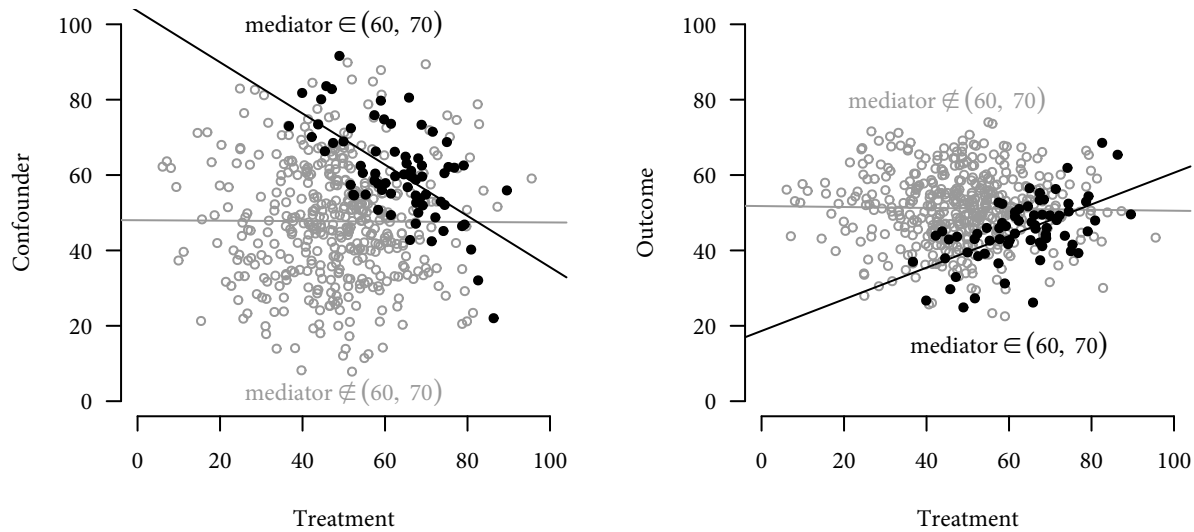 mediator ∈ (60, 70)
100
80
60
40
20
0
Confounder
mediator ∉ (60, 70)
0 20 40 60 80 100
Treatment
100
80
60
40
20
0
Outcome
mediator ∉ (60, 70)
mediator ∈ (60, 70)
0 20 40 60 80 100
Treatment